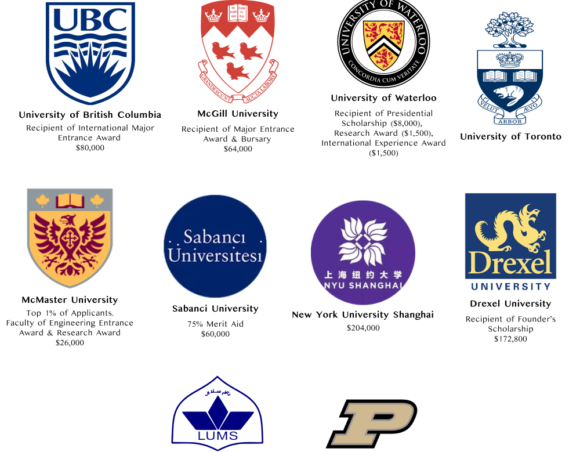 UBC
University of British Columbia
Recipient of International Major
Entrance Award
$80,000
McGill University
Recipient of Major Entrance
Award & Bursary
$64,000
UNIVERSITY OF WATERLOO
CONCORDIA CUM VERITATE
University of Waterloo
Recipient of Presidential
Scholarship ($8,000),
Research Award ($1,500),
International Experience Award
($1,500)
VELUT
ARBOR
ÆVO
University of Toronto
McMaster University
Top 1% of Applicants.
Faculty of Engineering Entrance
Award & Research Award
$26,000
Sabancı
Üniversitesi
Sabanci University
75% Merit Aid
$60,000
上海纽约大学
NYU SHANGHAI
New York University Shanghai
$204,000
Drexel
UNIVERSITY
Drexel University
Recipient of Founder's
Scholarship
$172,800
LUMS
P